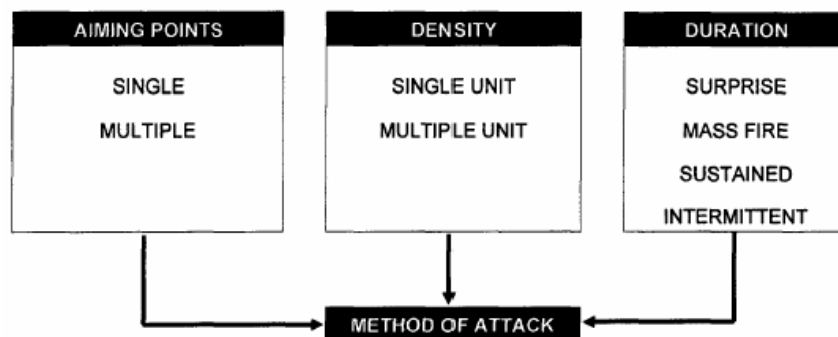 AIMING POINTS
SINGLE
MULTIPLE
DENSITY
SINGLE UNIT
MULTIPLE UNIT
DURATION
SURPRISE
MASS FIRE
SUSTAINED
INTERMITTENT
METHOD OF ATTACK